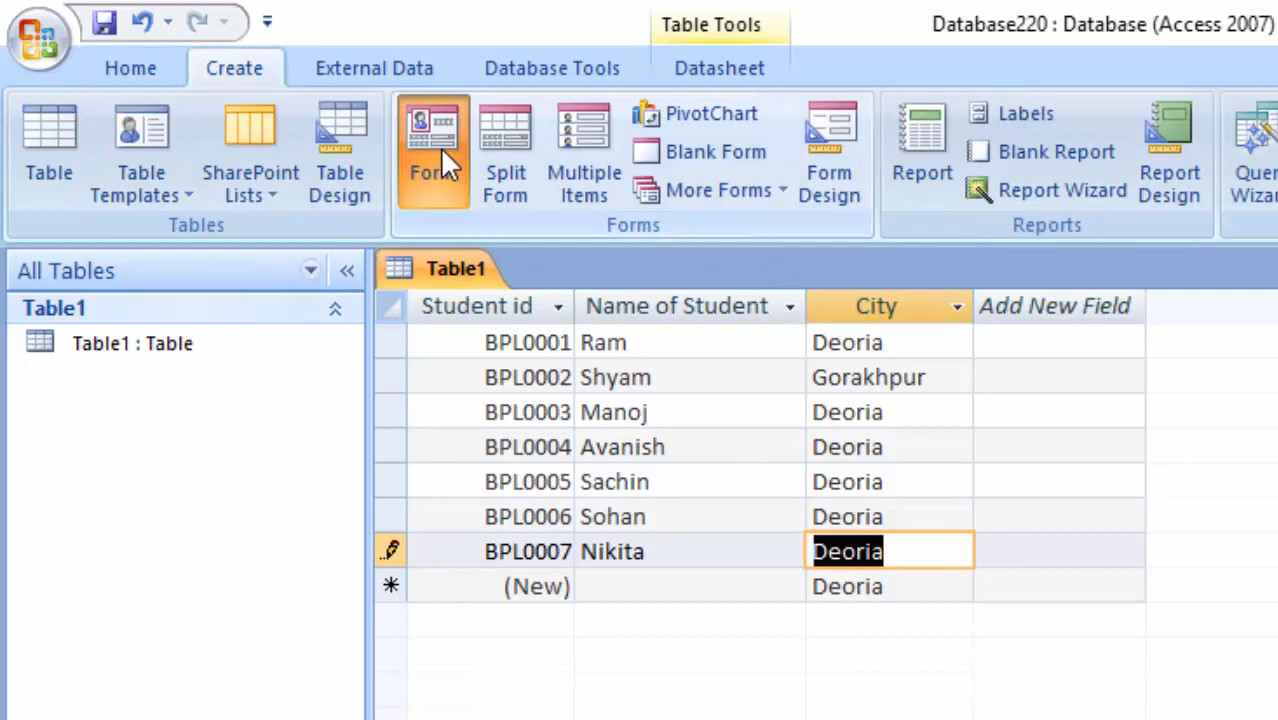 Table Tools
Database220 : Database (Access 2007)
Home
Create
External Data
Database Tools
Datasheet
Table
Table
Templates
SharePoint
Lists
Table
Design
Tables
Form
Split
Form
Multiple
Items
PivotChart
Blank Form
More Forms
Form
Design
Forms
Report
Labels
Blank Report
Report Wizard
Report
Design
Reports
All Tables
Table1
Table1 : Table
Table1
Student id Name of Student City Add New Field
BPL0001 Ram Deoria
BPL0002 Shyam Gorakhpur
BPL0003 Manoj Deoria
BPL0004 Avanish Deoria
BPL0005 Sachin Deoria
BPL0006 Sohan Deoria
BPL0007 Nikita Deoria
(New) Deoria